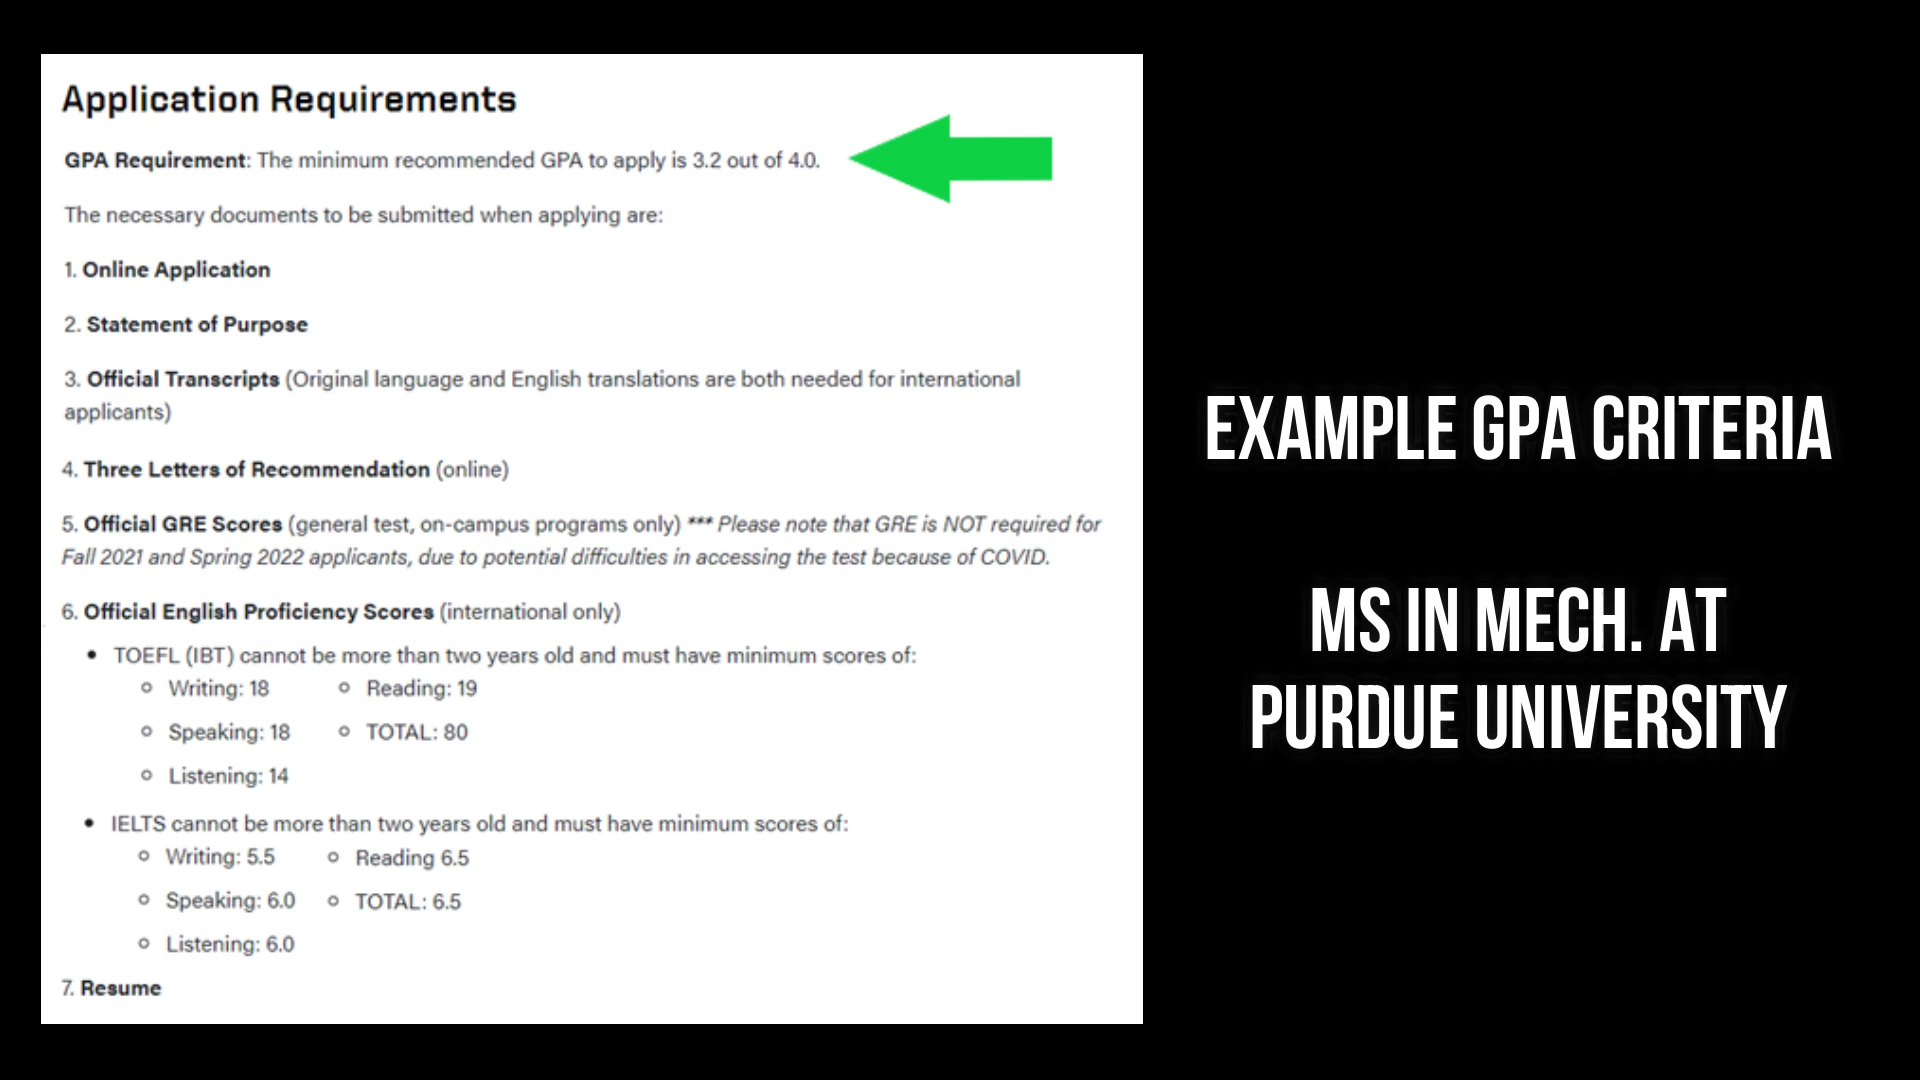 Application Requirements
GPA Requirement: The minimum recommended GPA to apply is 3.2 out of 4.0.
The necessary documents to be submitted when applying are:
1. Online Application
2. Statement of Purpose
3. Official Transcripts (Original language and English translations are both needed for international
applicants)
4. Three Letters of Recommendation (online)
5. Official GRE Scores (general test, on-campus programs only) *** Please note that GRE is NOT required for
Fall 2021 and Spring 2022 applicants, due to potential difficulties in accessing the test because of COVID.
6. Official English Proficiency Scores (international only)
• TOEFL (IBT) cannot be more than two years old and must have minimum scores of:
○ Writing: 18 ○ Reading: 19
○ Speaking: 18 ○ TOTAL: 80
○ Listening: 14
• IELTS cannot be more than two years old and must have minimum scores of:
○ Writing: 5.5 ○ Reading 6.5
○ Speaking: 6.0 ○ TOTAL: 6.5
○ Listening: 6.0
7. Resume
EXAMPLE GPA CRITERIA
MS IN MECH. AT
PURDUE UNIVERSITY